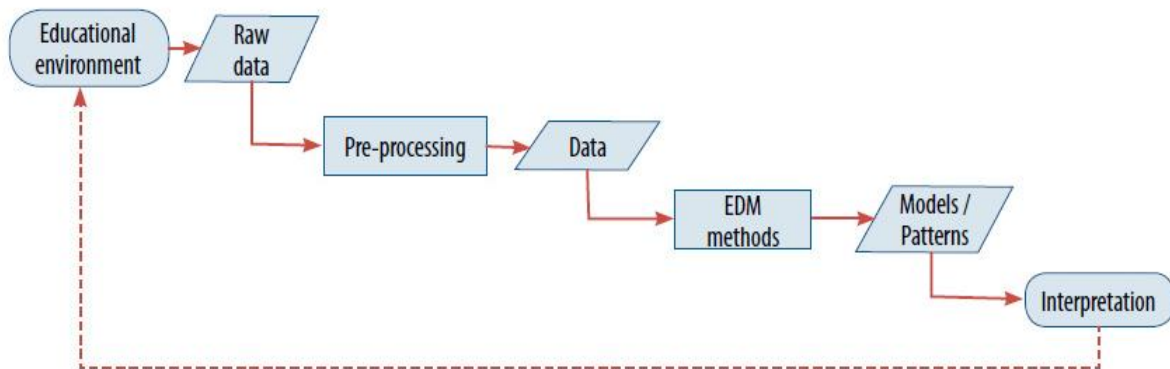 Educational
environment
Raw
data
Pre-processing
Data
EDM
methods
Models /
Patterns
Interpretation